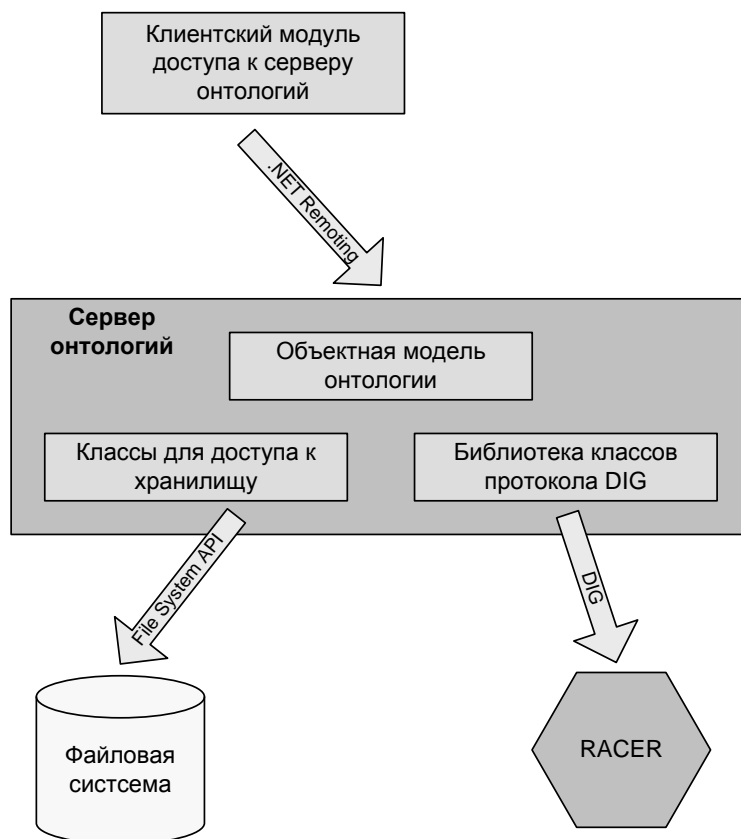 Клиентский модуль
доступа к серверу
онтологий
.NET Remoting
Сервер
онтологий
Объектная модель
онтологии
Классы для доступа к
хранилищу
Библиотека классов
протокола DIG
File System API
DIG
Файловая
систсема
RACER